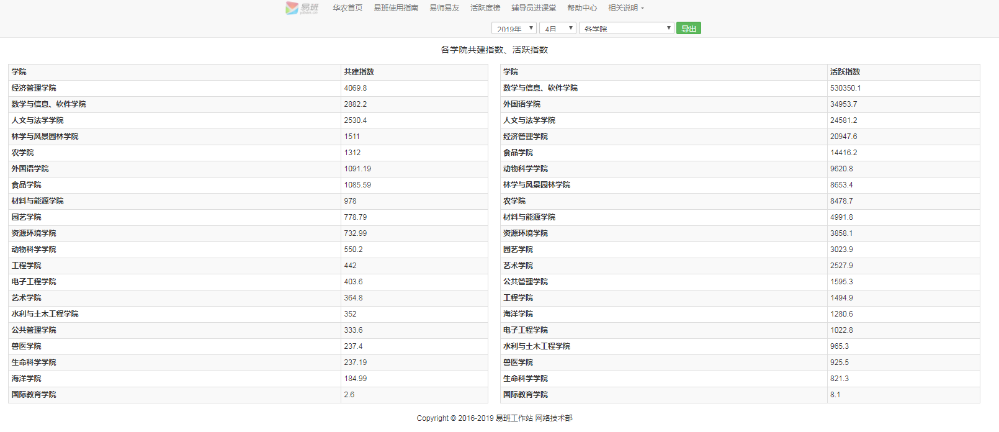 易班 yiban.cn 华农首页 易班使用指南 易师易友 活跃度榜 辅导员进课堂 帮助中心 相关说明
2019年 4月 各学院 导出
各学院共建指数、活跃指数
学院 共建指数
经济管理学院 4069.8
数学与信息、软件学院 2882.2
人文与法学学院 2530.4
林学与风景园林学院 1511
农学院 1312
外国语学院 1091.19
食品学院 1085.59
材料与能源学院 978
园艺学院 778.79
资源环境学院 732.99
动物科学学院 550.2
工程学院 442
电子工程学院 403.6
艺术学院 364.8
水利与土木工程学院 352
公共管理学院 333.6
兽医学院 237.4
生命科学学院 237.19
海洋学院 184.99
国际教育学院 2.6
学院 活跃指数
数学与信息、软件学院 530350.1
外国语学院 34953.7
人文与法学学院 24581.2
经济管理学院 20947.6
食品学院 14416.2
动物科学学院 9620.8
林学与风景园林学院 8653.4
农学院 8478.7
材料与能源学院 4991.8
资源环境学院 3858.1
园艺学院 3023.9
艺术学院 2527.9
公共管理学院 1595.3
工程学院 1494.9
海洋学院 1280.6
电子工程学院 1022.8
水利与土木工程学院 965.3
兽医学院 925.5
生命科学学院 821.3
国际教育学院 8.1
Copyright © 2016-2019 易班工作站 网络技术部